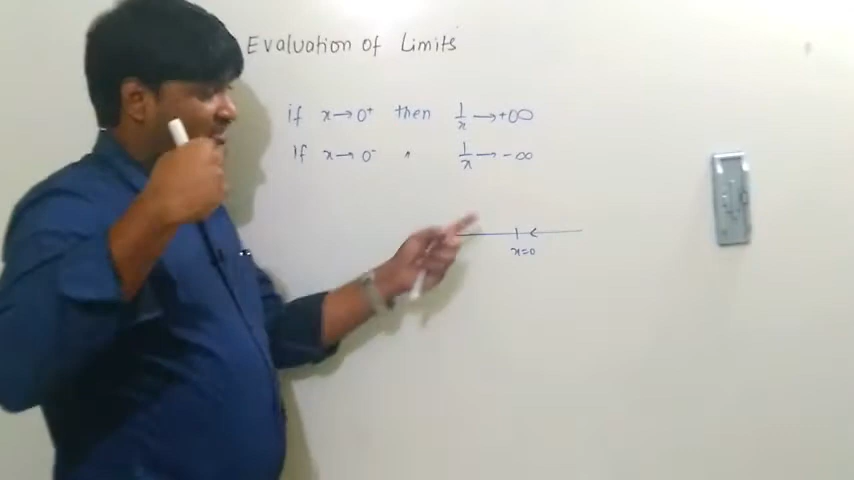 Evaluation of Limits
if x→0⁺ then 1/x →+∞
If x→0⁻ " 1/x → -∞
x=0